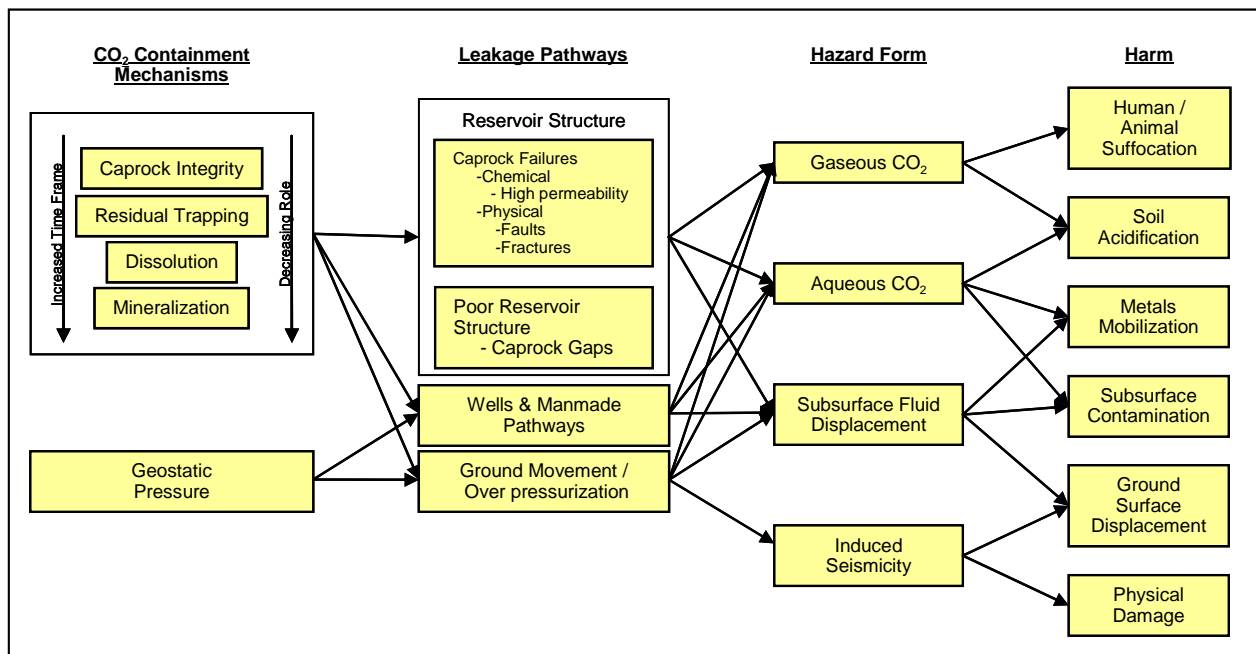 CO₂ Containment
Mechanisms
Increased Time Frame
Caprock Integrity
Residual Trapping
Dissolution
Mineralization
Decreasing Role
Geostatic
Pressure
Leakage Pathways
Reservoir Structure
Caprock Failures
-Chemical
- High permeability
-Physical
-Faults
-Fractures
Poor Reservoir
Structure
- Caprock Gaps
Wells & Manmade
Pathways
Ground Movement /
Over pressurization
Hazard Form
Gaseous CO₂
Aqueous CO₂
Subsurface Fluid
Displacement
Induced
Seismicity
Harm
Human /
Animal
Suffocation
Soil
Acidification
Metals
Mobilization
Subsurface
Contamination
Ground
Surface
Displacement
Physical
Damage